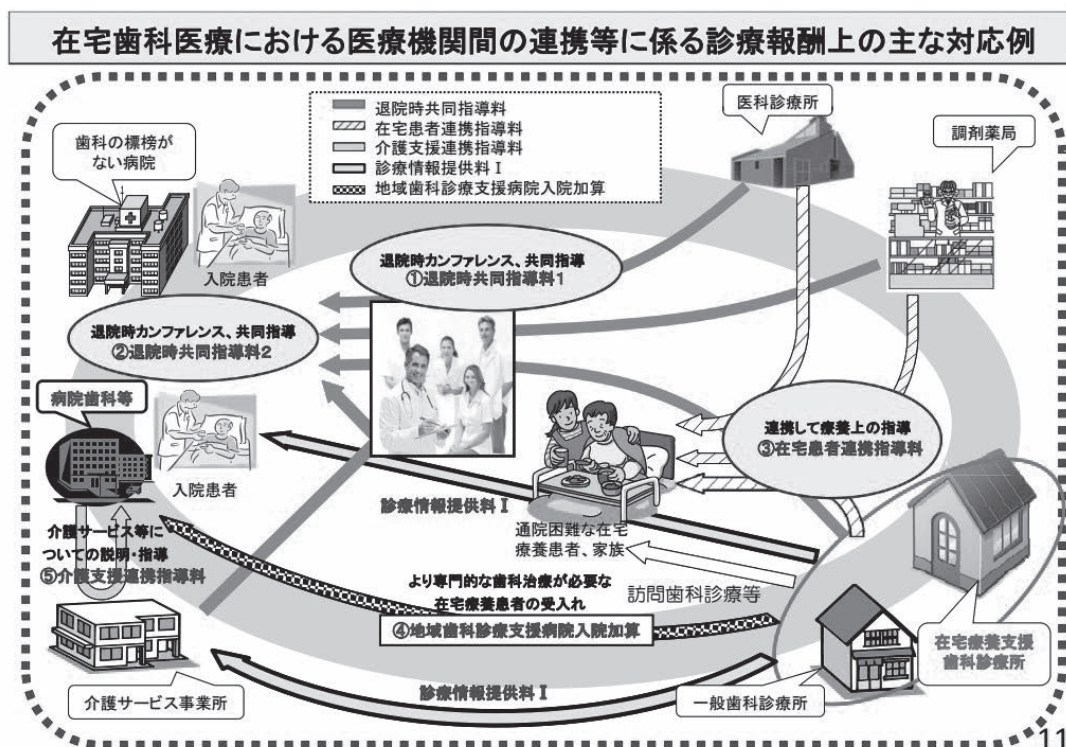 在宅歯科医療における医療機関間の連携等に係る診療報酬上の主な対応例
退院時共同指導料
在宅患者連携指導料
介護支援連携指導料
診療情報提供料Ⅰ
地域歯科診療支援病院入院加算
医科診療所
調剤薬局
歯科の標榜が
ない病院
入院患者
退院時カンファレンス、共同指導
①退院時共同指導料1
退院時カンファレンス、共同指導
②退院時共同指導料2
病院歯科等
入院患者
連携して療養上の指導
③在宅患者連携指導料
診療情報提供料Ⅰ
通院困難な在宅
療養患者、家族
介護サービス等に
ついての説明・指導
⑤介護支援連携指導料
より専門的な歯科治療が必要な
在宅療養患者の受入れ
訪問歯科診療等
④地域歯科診療支援病院入院加算
在宅療養支援
歯科診療所
介護サービス事業所
診療情報提供料Ⅰ
一般歯科診療所
11